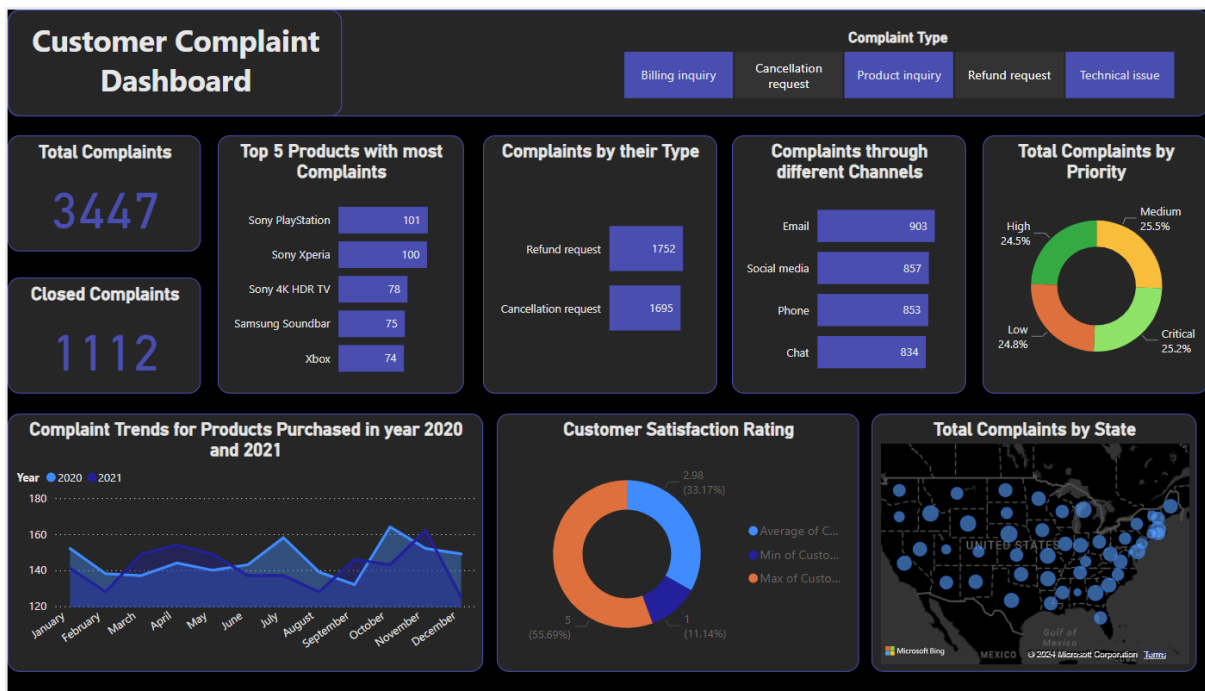 Customer Complaint
Dashboard
Complaint Type
Billing inquiry
Cancellation
request
Product inquiry
Refund request
Technical issue
Total Complaints
3447
Closed Complaints
1112
Top 5 Products with most
Complaints
Sony PlayStation 101
Sony Xperia 100
Sony 4K HDR TV 78
Samsung Soundbar 75
Xbox 74
Complaints by their Type
Refund request 1752
Cancellation request 1695
Complaints through
different Channels
Email 903
Social media 857
Phone 853
Chat 834
Total Complaints by
Priority
Medium
25.5%
High
24.5%
Low
24.8%
Critical
25.2%
Complaint Trends for Products Purchased in year 2020
and 2021
Year 2020 2021
180
160
140
120
January
February
March
April
May
June
July
August
September
October
November
December
Customer Satisfaction Rating
2.98
(33.17%)
1
(11.14%)
5
(55.69%)
Average of C...
Min of Custo...
Max of Custo...
Total Complaints by State
UNITED STATES
Gulf of
Mexico
MEXICO
Microsoft Bing
© 2024 Microsoft Corporation Terms